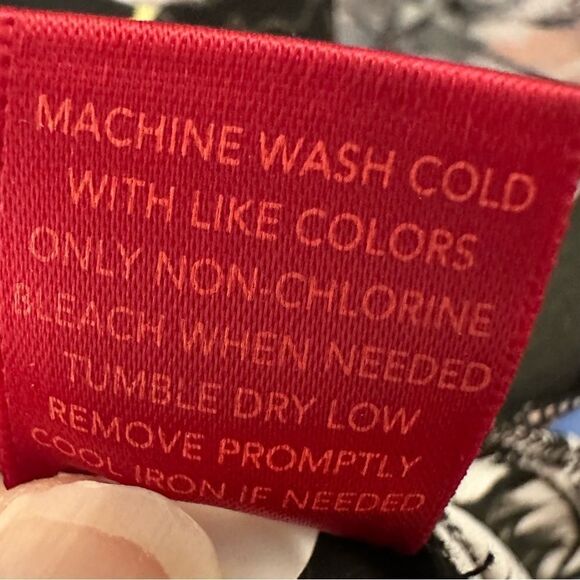 MACHINE WASH COLD
WITH LIKE COLORS
ONLY NON-CHLORINE
BLEACH WHEN NEEDED
TUMBLE DRY LOW
REMOVE PROMPTLY
COOL IRON IF NEEDED